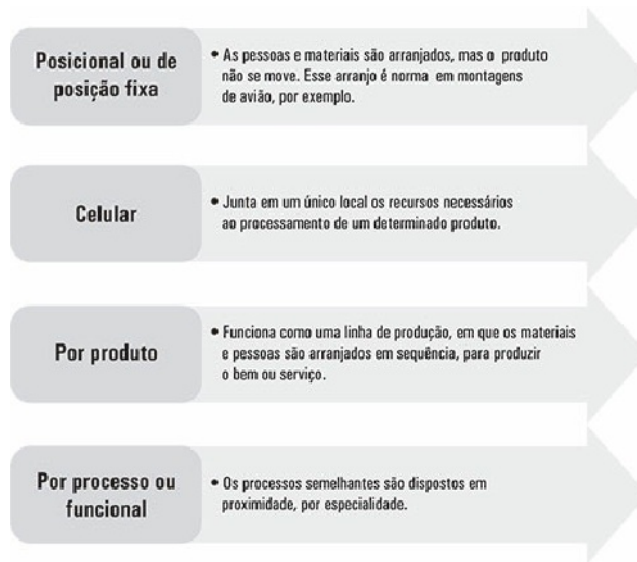 Posicional ou de
posição fixa
• As pessoas e materiais são arranjados, mas o produto
não se move. Esse arranjo é norma em montagens
de avião, por exemplo.
Celular
• Junta em um único local os recursos necessários
ao processamento de um determinado produto.
Por produto
• Funciona como uma linha de produção, em que os materiais
e pessoas são arranjados em sequência, para produzir
o bem ou serviço.
Por processo ou
funcional
• Os processos semelhantes são dispostos em
proximidade, por especialidade.